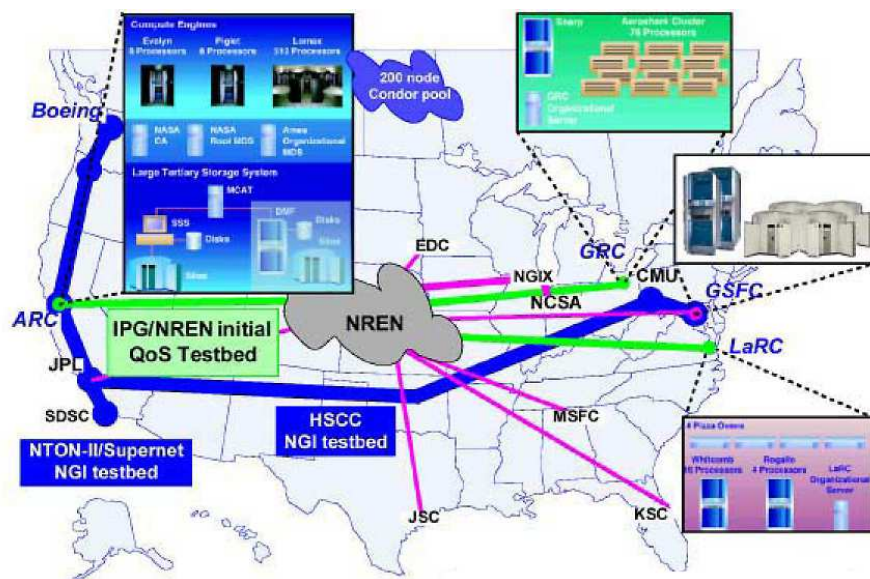 Compute Engines
Evelyn
8 Processors
Piglet
8 Processors
Lomax
512 Processors
NASA
CA
NASA
Root MDS
Ames
Organizational
MDS
Large Tertiary Storage System
MCAT
SSS
DMF
Disks
Disks
Silos
Silos
200 node
Condor pool
Sharp
Aeroshark Cluster
76 Processors
GRC
Organizational
Server
Boeing
EDC
GRC
NGIX
CMU
NCSA
GSFC
ARC
NREN
IPG/NREN initial
QoS Testbed
LaRC
JPL
SDSC
HSCC
NGI testbed
MSFC
NTON-II/Supernet
NGI testbed
JSC
KSC
4 Pizza Ovens
Whitcomb
16 Processors
Rogallo
4 Processors
LaRC
Organizational
Server